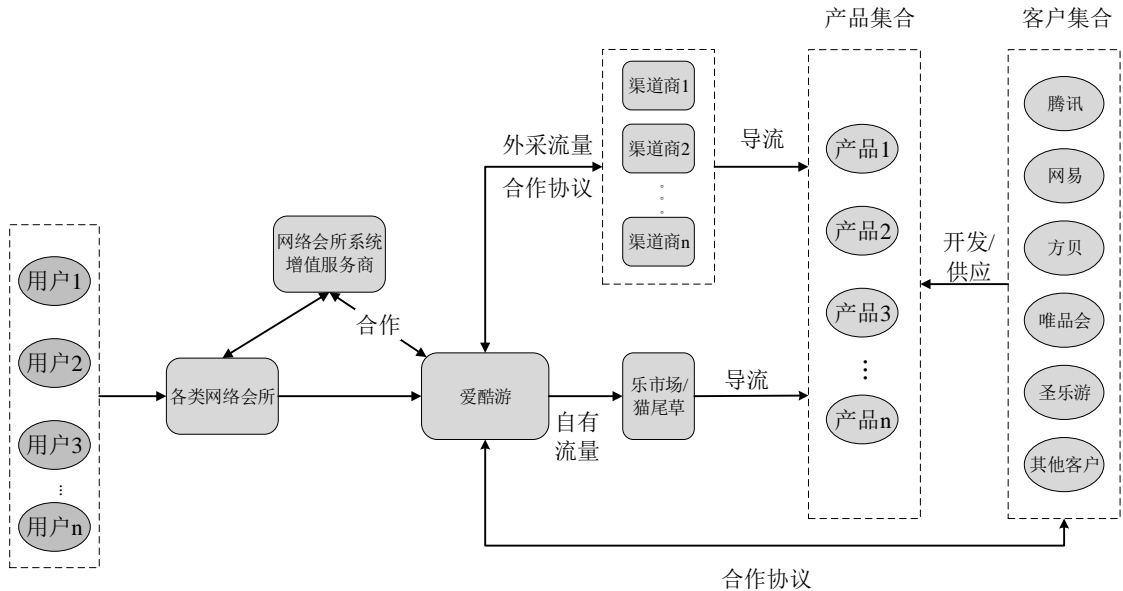 产品集合
客户集合
渠道商1
渠道商2
渠道商n
外采流量
合作协议
导流
产品1
产品2
产品3
产品n
腾讯
网易
方贝
唯品会
圣乐游
其他客户
开发/
供应
网络会所系统
增值服务商
合作
用户1
用户2
用户3
用户n
各类网络会所
爱酷游
自有
流量
乐市场/
猫尾草
导流
合作协议